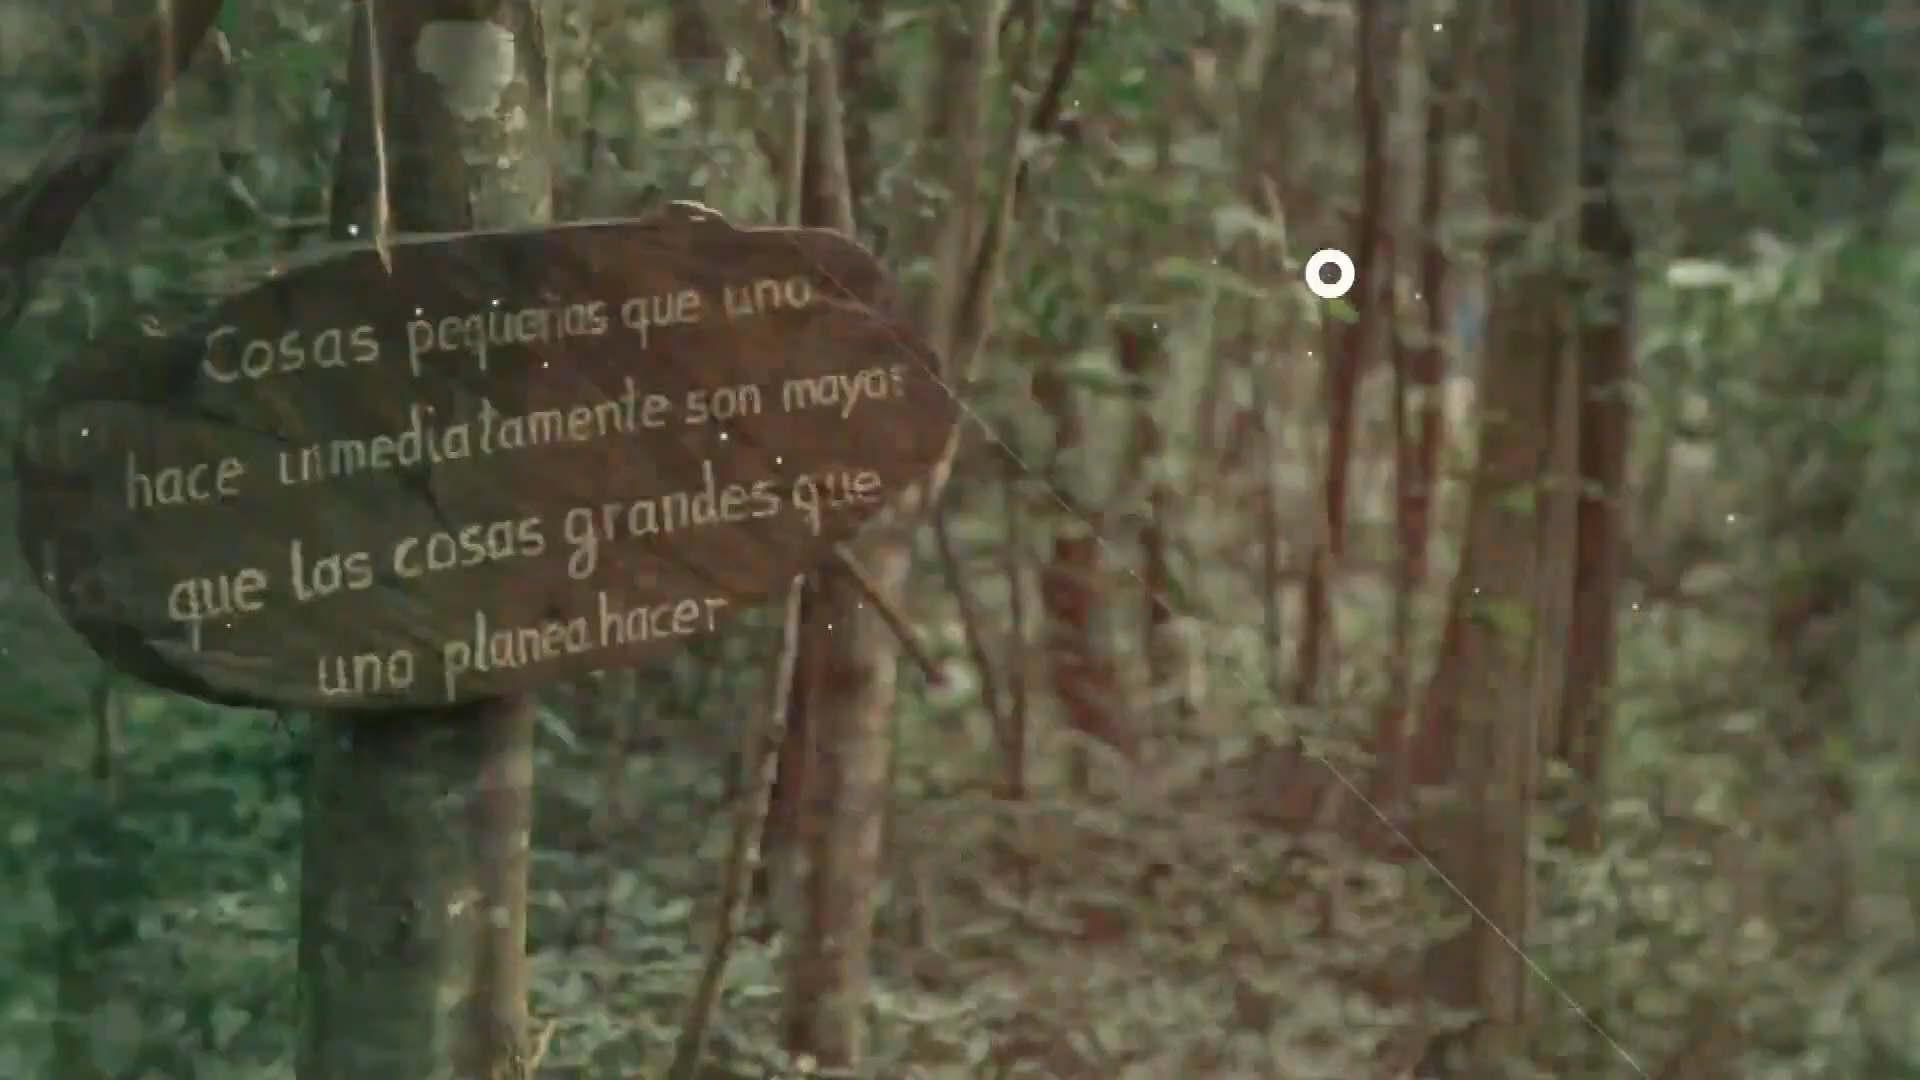 Cosas pequeñas que uno
hace inmediatamente son mayor
que las cosas grandes que
uno planea hacer